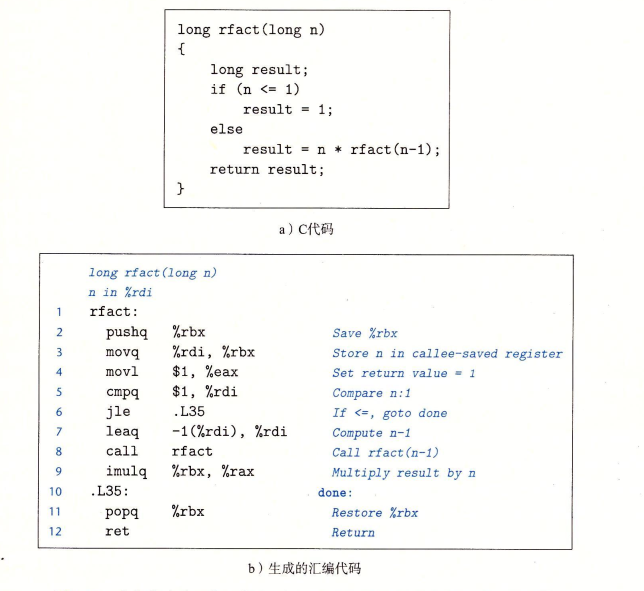 long rfact(long n)
{
    long result;
    if (n <= 1)
        result = 1;
    else
        result = n * rfact(n-1);
    return result;
}
a）C代码
long rfact(long n)
n in %rdi
1 rfact:
2 pushq %rbx Save %rbx
3 movq %rdi, %rbx Store n in callee-saved register
4 movl $1, %eax Set return value = 1
5 cmpq $1, %rdi Compare n:1
6 jle .L35 If <=, goto done
7 leaq -1(%rdi), %rdi Compute n-1
8 call rfact Call rfact(n-1)
9 imulq %rbx, %rax Multiply result by n
10 .L35: done:
11 popq %rbx Restore %rbx
12 ret Return
b）生成的汇编代码